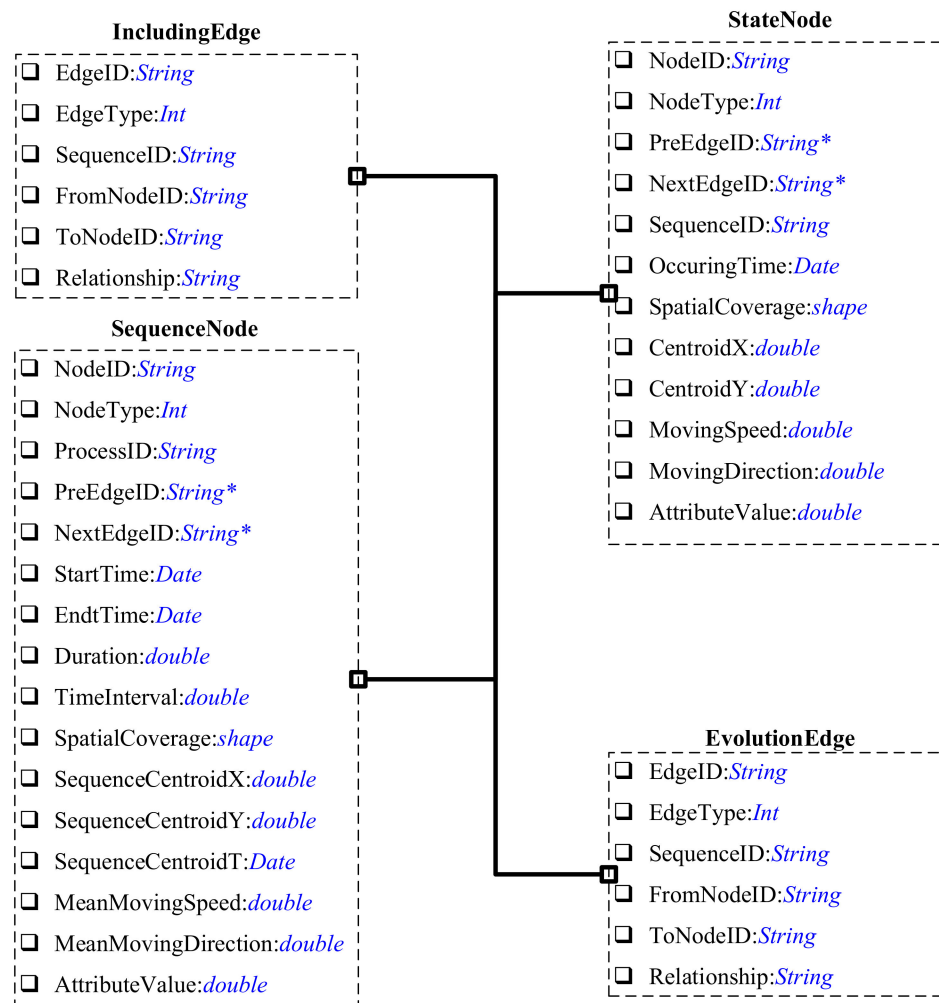 IncludingEdge
EdgeID:String
EdgeType:Int
SequenceID:String
FromNodeID:String
ToNodeID:String
Relationship:String
SequenceNode
NodeID:String
NodeType:Int
ProcessID:String
PreEdgeID:String*
NextEdgeID:String*
StartTime:Date
EndtTime:Date
Duration:double
TimeInterval:double
SpatialCoverage:shape
SequenceCentroidX:double
SequenceCentroidY:double
SequenceCentroidT:Date
MeanMovingSpeed:double
MeanMovingDirection:double
AttributeValue:double
StateNode
NodeID:String
NodeType:Int
PreEdgeID:String*
NextEdgeID:String*
SequenceID:String
OccuringTime:Date
SpatialCoverage:shape
CentroidX:double
CentroidY:double
MovingSpeed:double
MovingDirection:double
AttributeValue:double
EvolutionEdge
EdgeID:String
EdgeType:Int
SequenceID:String
FromNodeID:String
ToNodeID:String
Relationship:String